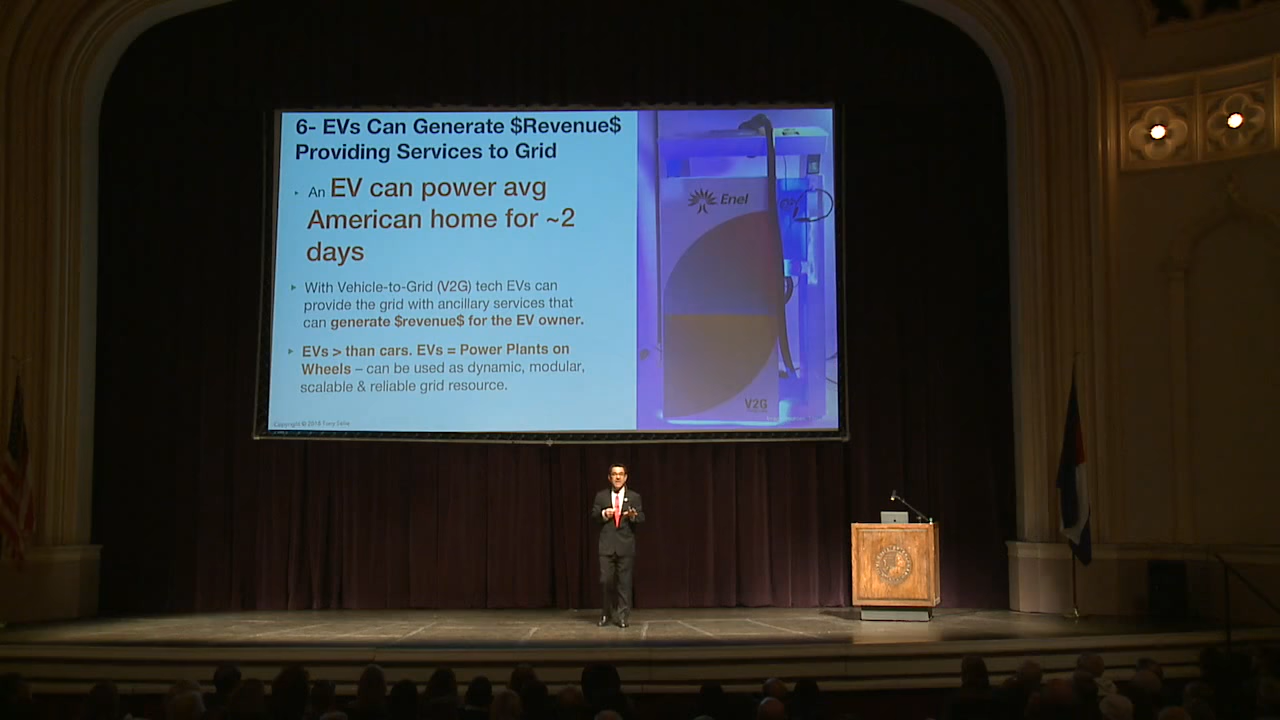 6- EVs Can Generate $Revenue$
Providing Services to Grid
An EV can power avg
American home for ~2
days
With Vehicle-to-Grid (V2G) tech EVs can
provide the grid with ancillary services that
can generate $revenue$ for the EV owner.
EVs > than cars. EVs = Power Plants on
Wheels – can be used as dynamic, modular,
scalable & reliable grid resource.
Enel
V2G